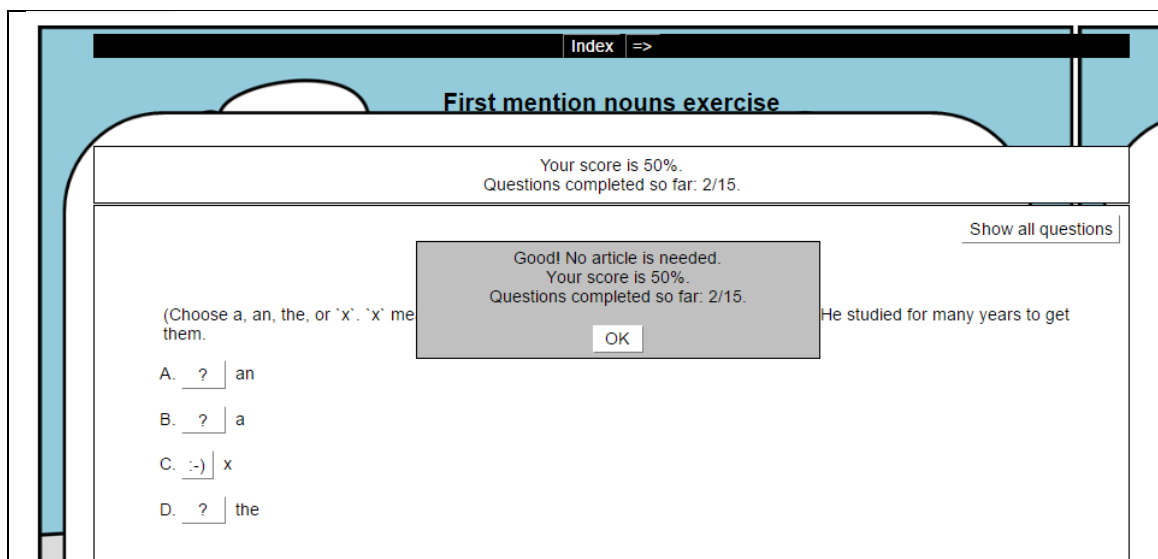 Index =>
First mention nouns exercise
Your score is 50%.
Questions completed so far: 2/15.
Show all questions
Good! No article is needed.
Your score is 50%.
Questions completed so far: 2/15.
OK
(Choose a, an, the, or `x`. `x` me
He studied for many years to get
them.
A. ? an
B. ? a
C. :-) x
D. ? the